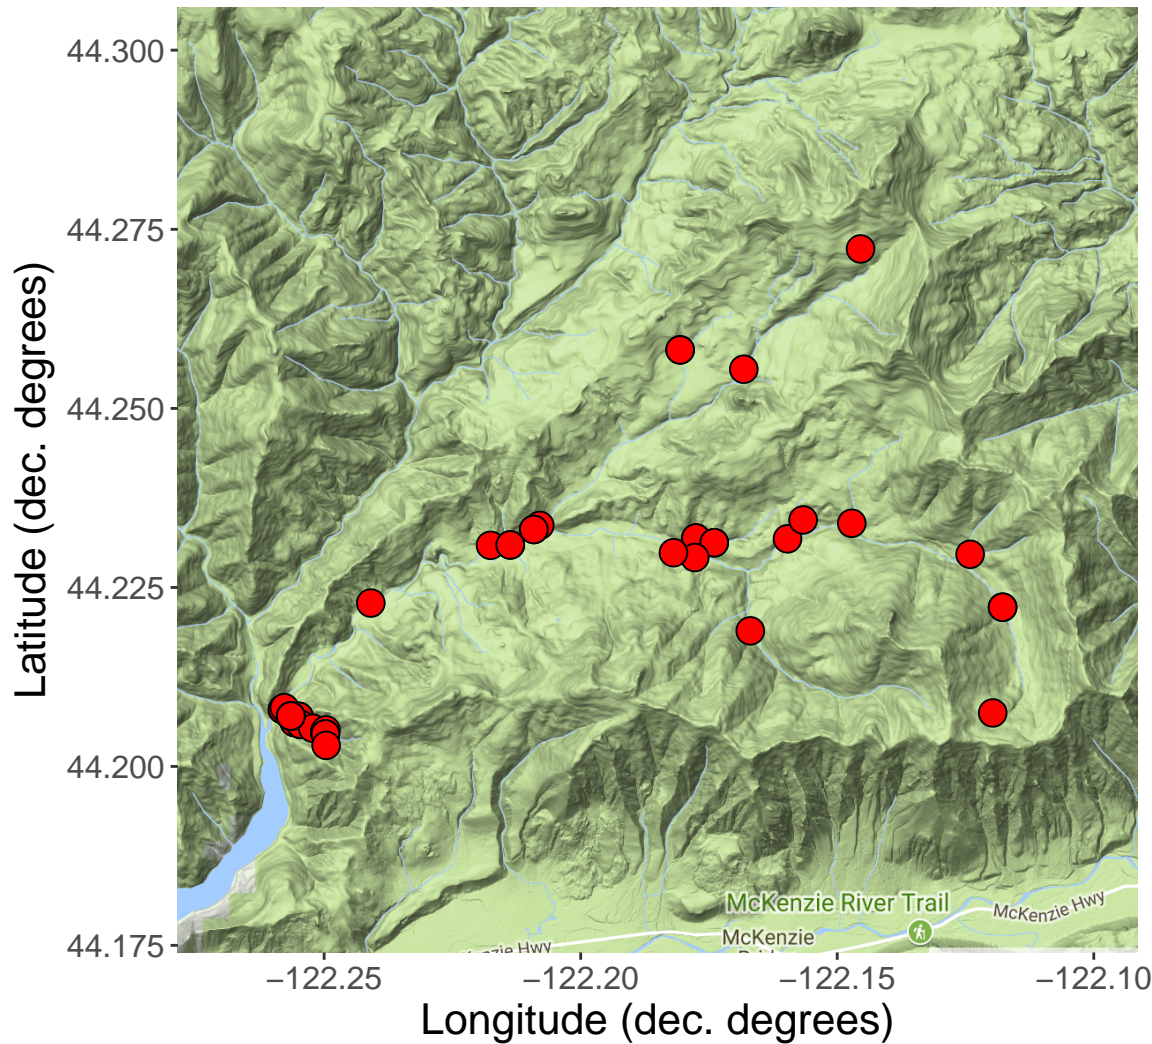 44.300
44.275
44.250
44.225
44.200
44.175
Latitude (dec. degrees)
McKenzie River Trail
McKenzie Hwy
McKenzie
Hwy
−122.25
−122.20
−122.15
−122.10
Longitude (dec. degrees)